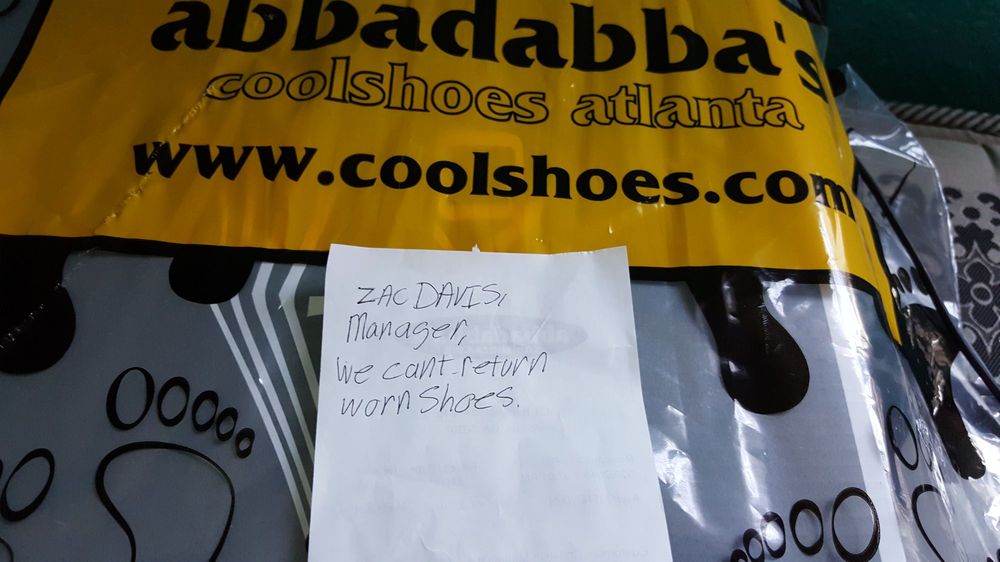 abbadabba's
coolshoes atlanta
www.coolshoes.com
ZAC DAVIS,
Manager,
We cant return
worn Shoes.